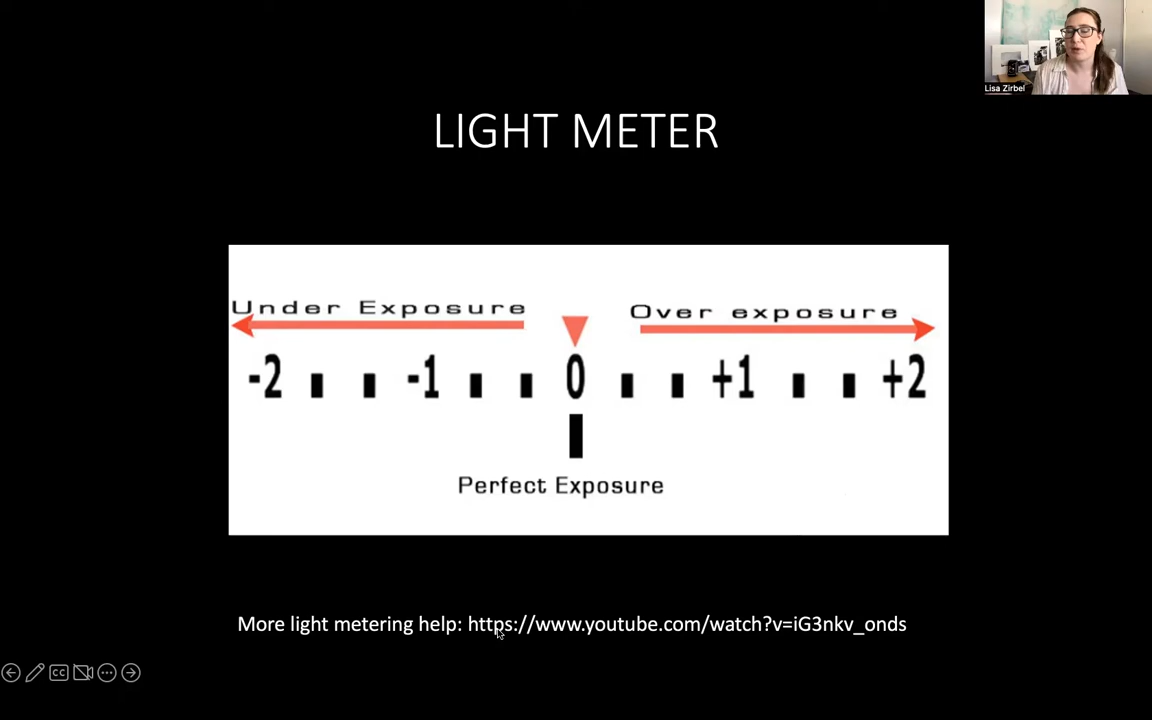 Lisa Zirbel
LIGHT METER
Under Exposure
Over exposure
-2 -1 0 +1 +2
Perfect Exposure
More light metering help: https://www.youtube.com/watch?v=iG3nkv_onds
CC